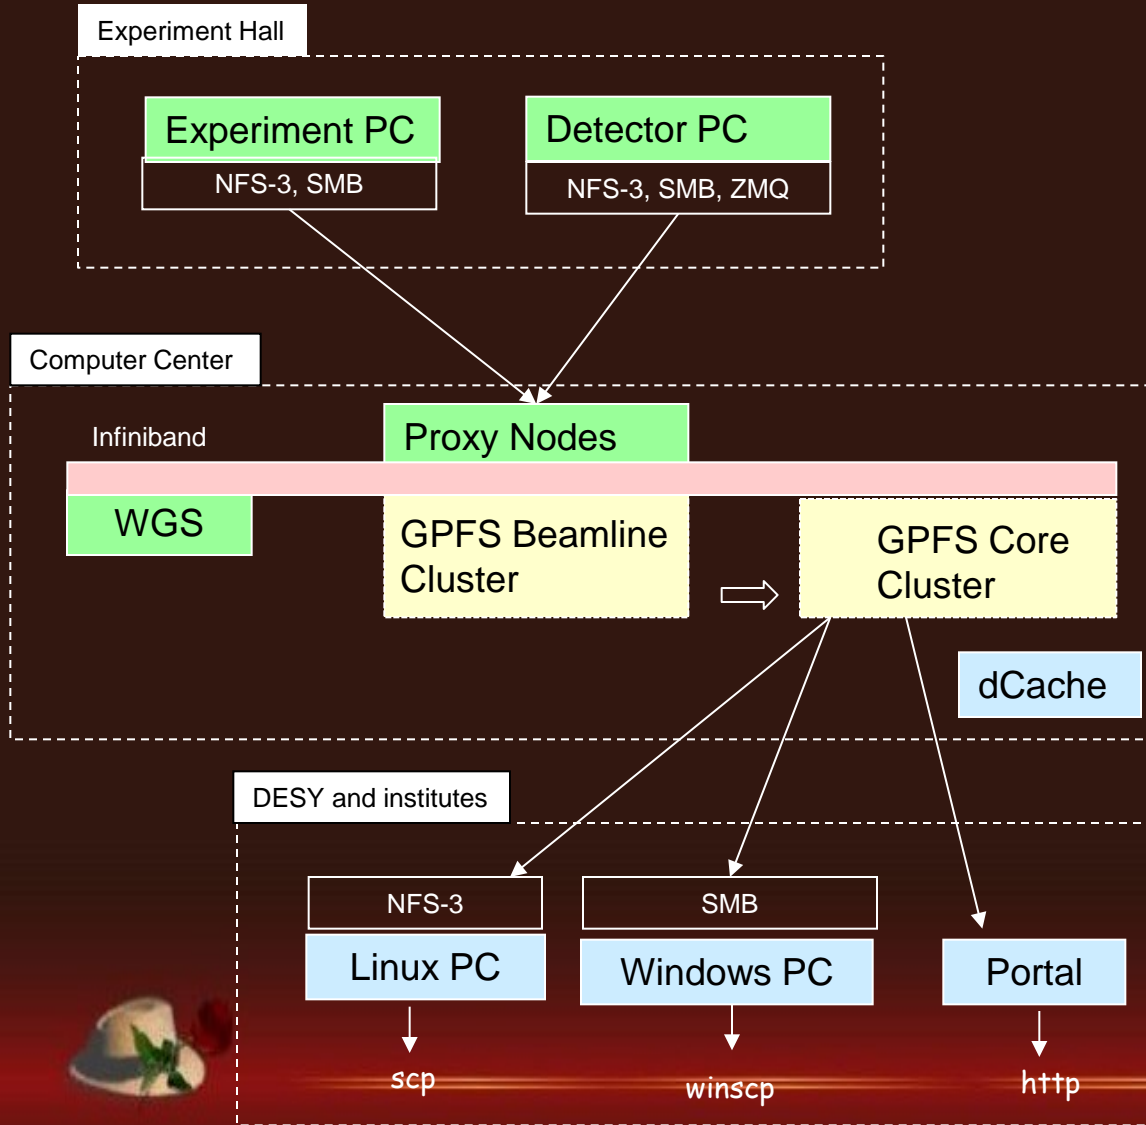 Experiment Hall
Experiment PC
Detector PC
NFS-3, SMB
NFS-3, SMB, ZMQ
Computer Center
Infiniband
Proxy Nodes
WGS
GPFS Beamline
Cluster
GPFS Core
Cluster
dCache
DESY and institutes
NFS-3
SMB
Linux PC
Windows PC
Portal
scp
winscp
http